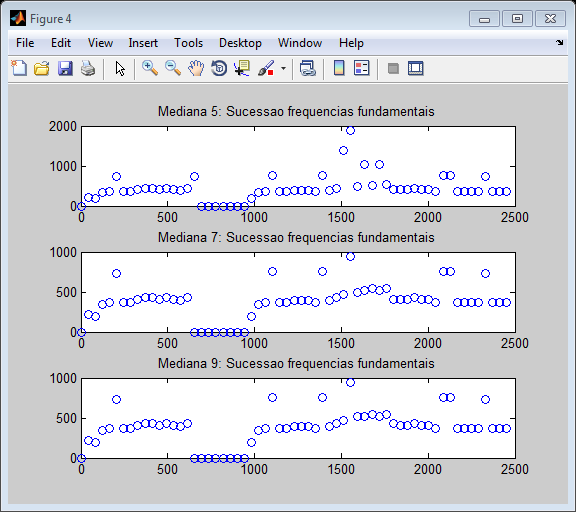 Figure 4
File Edit View Insert Tools Desktop Window Help
Mediana 5: Sucessao frequencias fundamentais
2000
1000
0
0 500 1000 1500 2000 2500
Mediana 7: Sucessao frequencias fundamentais
1000
500
0
0 500 1000 1500 2000 2500
Mediana 9: Sucessao frequencias fundamentais
1000
500
0
0 500 1000 1500 2000 2500